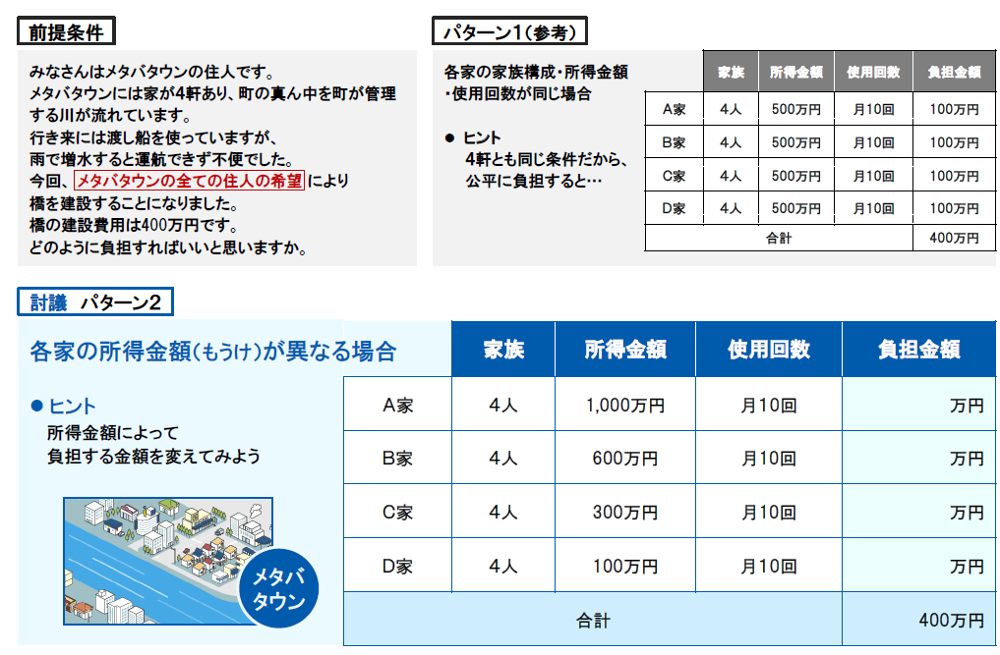 前提条件
みなさんはメタバタウンの住人です。
メタバタウンには家が4軒あり、町の真ん中を町が管理
する川が流れています。
行き来には渡し船を使っていますが、
雨で増水すると運航できず不便でした。
今回、メタバタウンの全ての住人の希望により
橋を建設することになりました。
橋の建設費用は400万円です。
どのように負担すればいいと思いますか。
パターン1(参考)
各家の家族構成・所得金額
・使用回数が同じ場合
● ヒント
4軒とも同じ条件だから、
公平に負担すると…
家族 所得金額 使用回数 負担金額
A家 4人 500万円 月10回 100万円
B家 4人 500万円 月10回 100万円
C家 4人 500万円 月10回 100万円
D家 4人 500万円 月10回 100万円
合計 400万円
討議 パターン2
各家の所得金額(もうけ)が異なる場合
● ヒント
所得金額によって
負担する金額を変えてみよう
メタバ
タウン
家族 所得金額 使用回数 負担金額
A家 4人 1,000万円 月10回 万円
B家 4人 600万円 月10回 万円
C家 4人 300万円 月10回 万円
D家 4人 100万円 月10回 万円
合計 400万円